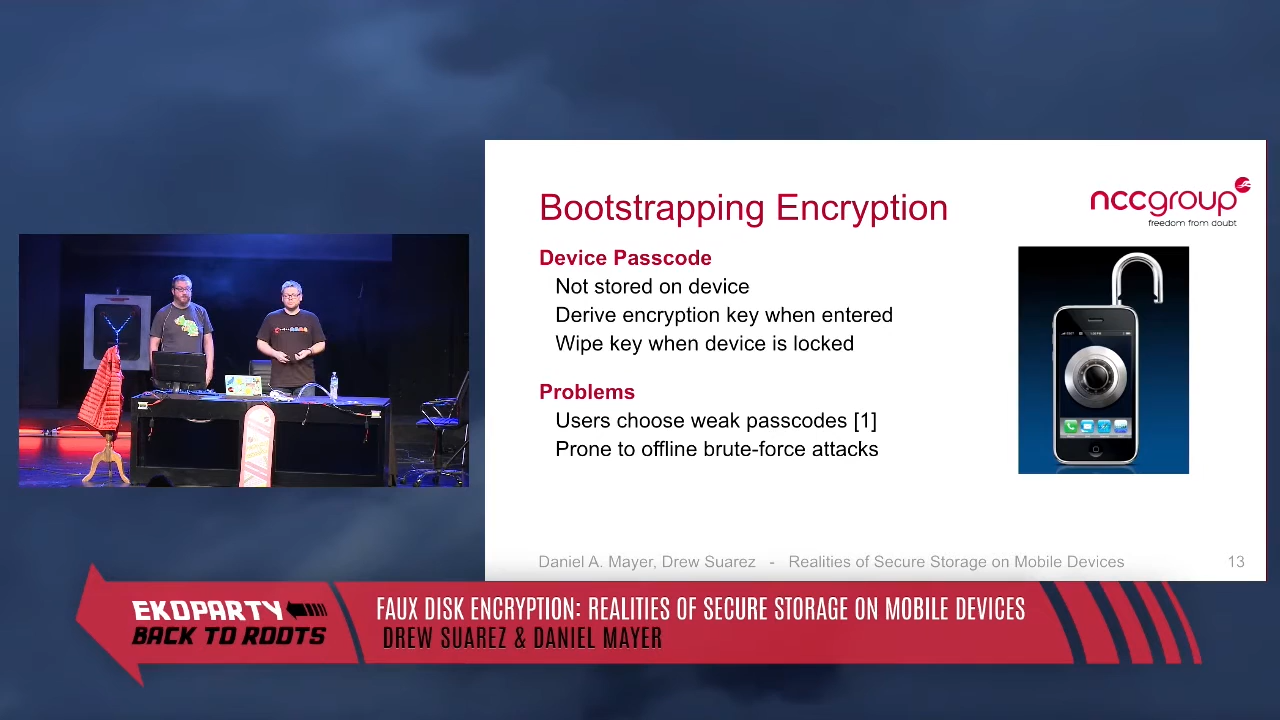 Bootstrapping Encryption
nccgroup
freedom from doubt
Device Passcode
Not stored on device
Derive encryption key when entered
Wipe key when device is locked
Problems
Users choose weak passcodes [1]
Prone to offline brute-force attacks
Daniel A. Mayer, Drew Suarez - Realities of Secure Storage on Mobile Devices 13
EKOPARTY
BACK TO ROOTS
FAUX DISK ENCRYPTION: REALITIES OF SECURE STORAGE ON MOBILE DEVICES
DREW SUAREZ & DANIEL MAYER